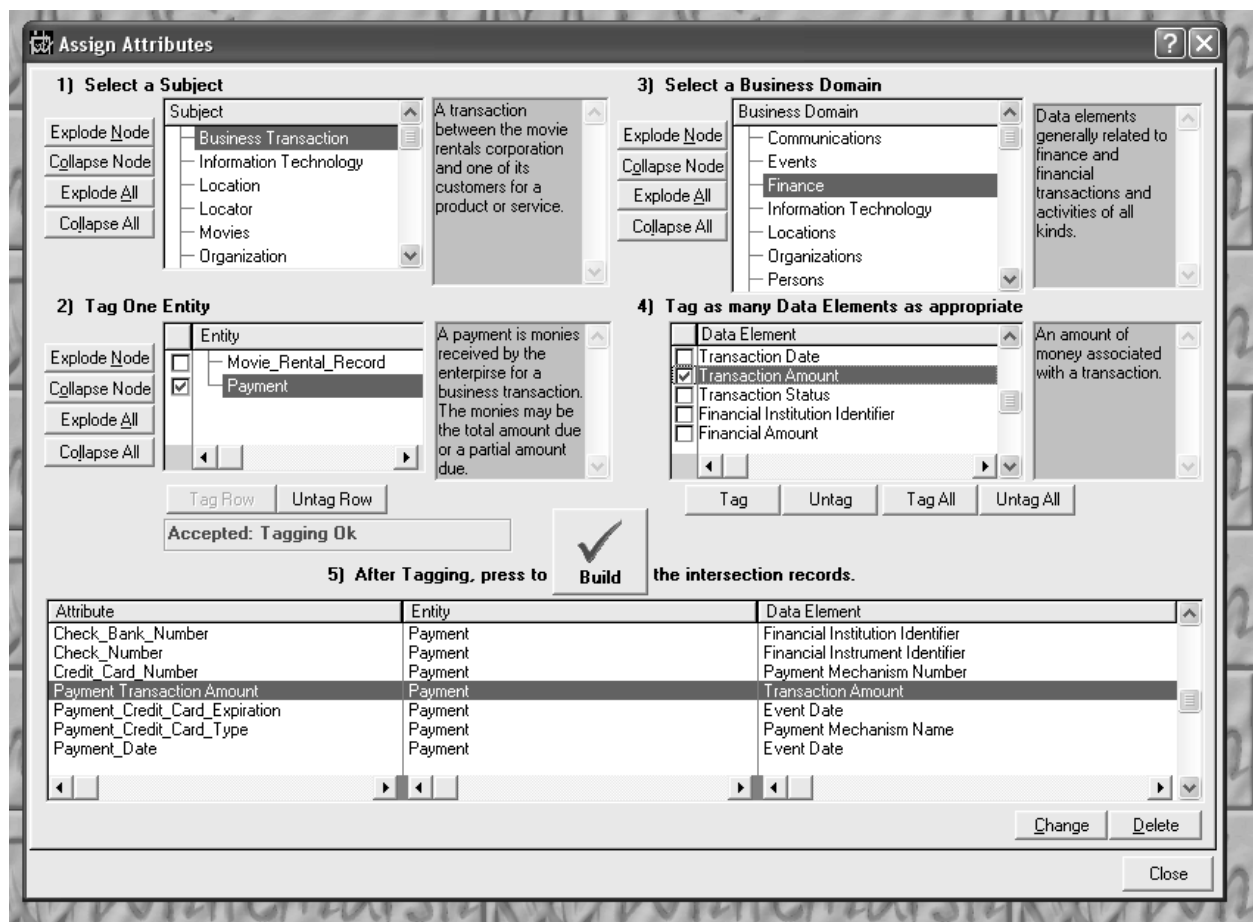 Assign Attributes
1) Select a Subject
Explode Node
Collapse Node
Explode All
Collapse All
Subject
Business Transaction
Information Technology
Location
Locator
Movies
Organization
A transaction
between the movie
rentals corporation
and one of its
customers for a
product or service.
3) Select a Business Domain
Explode Node
Collapse Node
Explode All
Collapse All
Business Domain
Communications
Events
Finance
Information Technology
Locations
Organizations
Persons
Data elements
generally related to
finance and
financial
transactions and
activities of all
kinds.
2) Tag One Entity
Explode Node
Collapse Node
Explode All
Collapse All
Entity
Movie_Rental_Record
Payment
A payment is monies
received by the
enterpirse for a
business transaction.
The monies may be
the total amount due
or a partial amount
due.
Tag Row
Untag Row
Accepted: Tagging Ok
4) Tag as many Data Elements as appropriate
Data Element
Transaction Date
Transaction Amount
Transaction Status
Financial Institution Identifier
Financial Amount
An amount of
money associated
with a transaction.
Tag
Untag
Tag All
Untag All
5) After Tagging, press to Build the intersection records.
Attribute Entity Data Element
Check_Bank_Number Payment Financial Institution Identifier
Check_Number Payment Financial Instrument Identifier
Credit_Card_Number Payment Payment Mechanism Number
Payment Transaction Amount Payment Transaction Amount
Payment_Credit_Card_Expiration Payment Event Date
Payment_Credit_Card_Type Payment Payment Mechanism Name
Payment_Date Payment Event Date
Change
Delete
Close